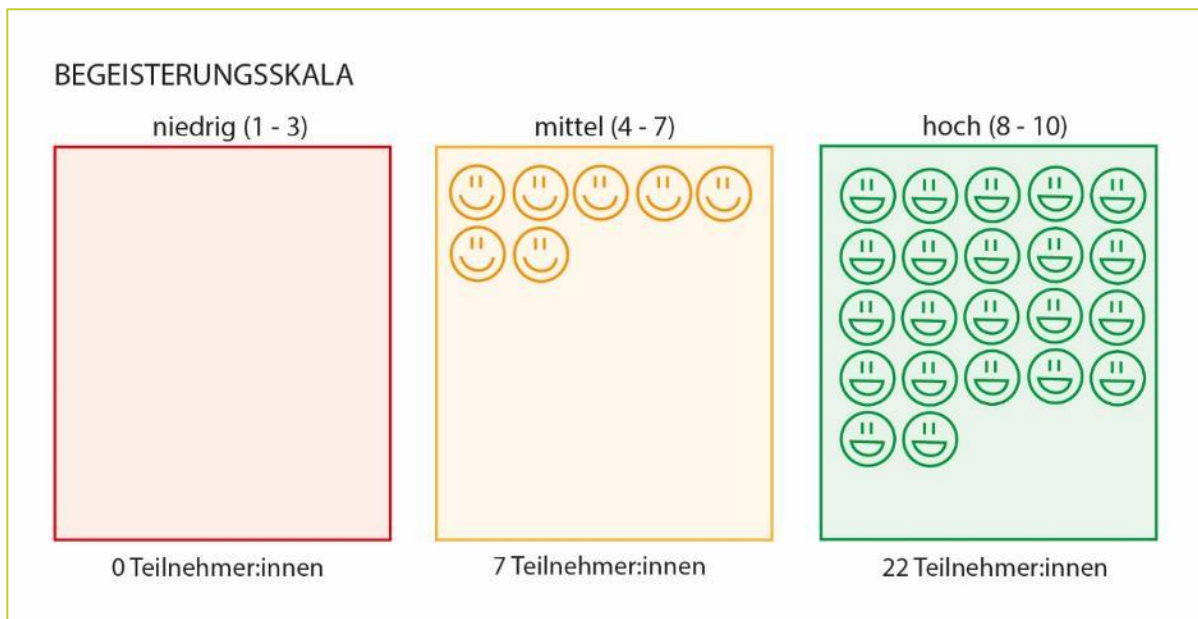 BEGEISTERUNGSSKALA
niedrig (1 - 3)
mittel (4 - 7)
hoch (8 - 10)
0 Teilnehmer:innen
7 Teilnehmer:innen
22 Teilnehmer:innen